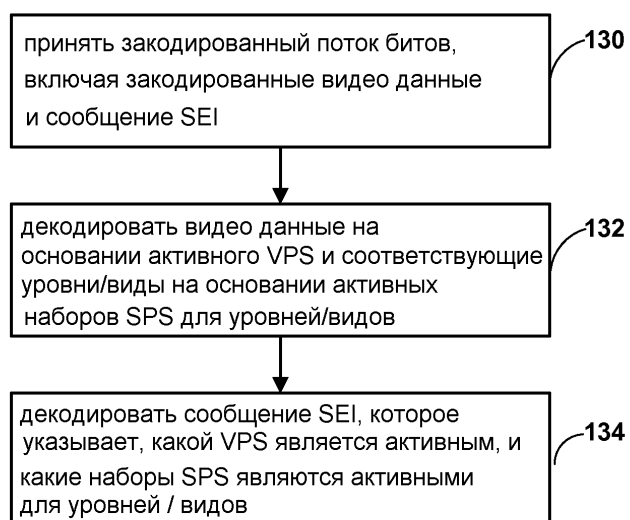 принять закодированный поток битов,
включая закодированные видео данные
и сообщение SEI
130
декодировать видео данные на
основании активного VPS и соответствующие
уровни/виды на основании активных
наборов SPS для уровней/видов
132
декодировать сообщение SEI, которое
указывает, какой VPS является активным, и
какие наборы SPS являются активными
для уровней / видов
134